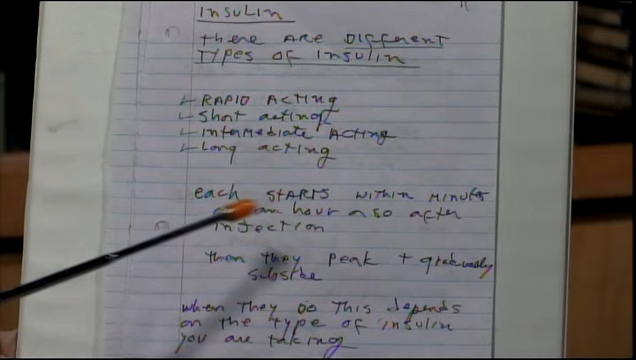 INSULIN
THERE ARE DIFFERENT
TYPES OF INSULIN
RAPID ACTING
Short acting
Intermediate ACTING
Long acting
each STARTS within MINUTES
an hour or so after
INJECTION
then they peak + gradually
subside
when they DO This depends
on the type of insulin
you are taking